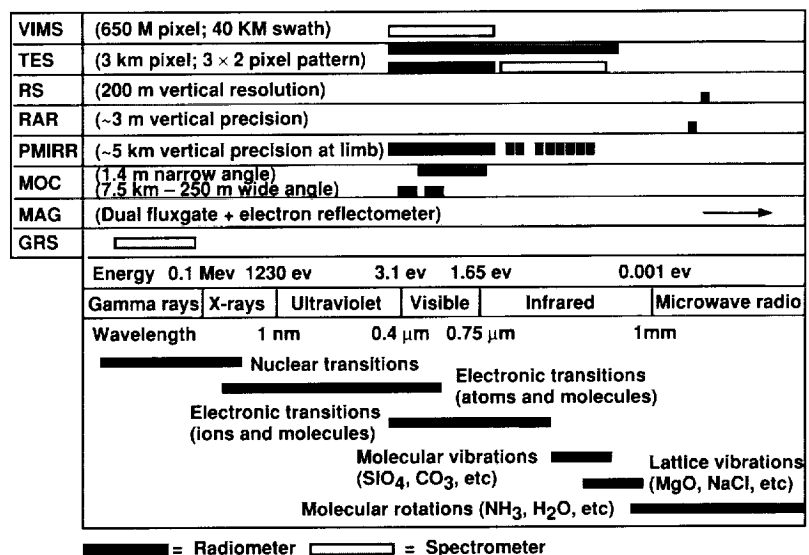 VIMS (650 M pixel; 40 KM swath)
TES (3 km pixel; 3 × 2 pixel pattern)
RS (200 m vertical resolution)
RAR (~3 m vertical precision)
PMIRR (~5 km vertical precision at limb)
MOC (1.4 m narrow angle)
(7.5 km – 250 m wide angle)
MAG (Dual fluxgate + electron reflectometer)
GRS
Energy 0.1 Mev 1230 ev 3.1 ev 1.65 ev 0.001 ev
Gamma rays X-rays Ultraviolet Visible Infrared Microwave radio
Wavelength 1 nm 0.4 μm 0.75 μm 1mm
Nuclear transitions
Electronic transitions
(atoms and molecules)
Electronic transitions
(ions and molecules)
Molecular vibrations
(SIO₄, CO₃, etc)
Lattice vibrations
(MgO, NaCl, etc)
Molecular rotations (NH₃, H₂O, etc)
= Radiometer = Spectrometer